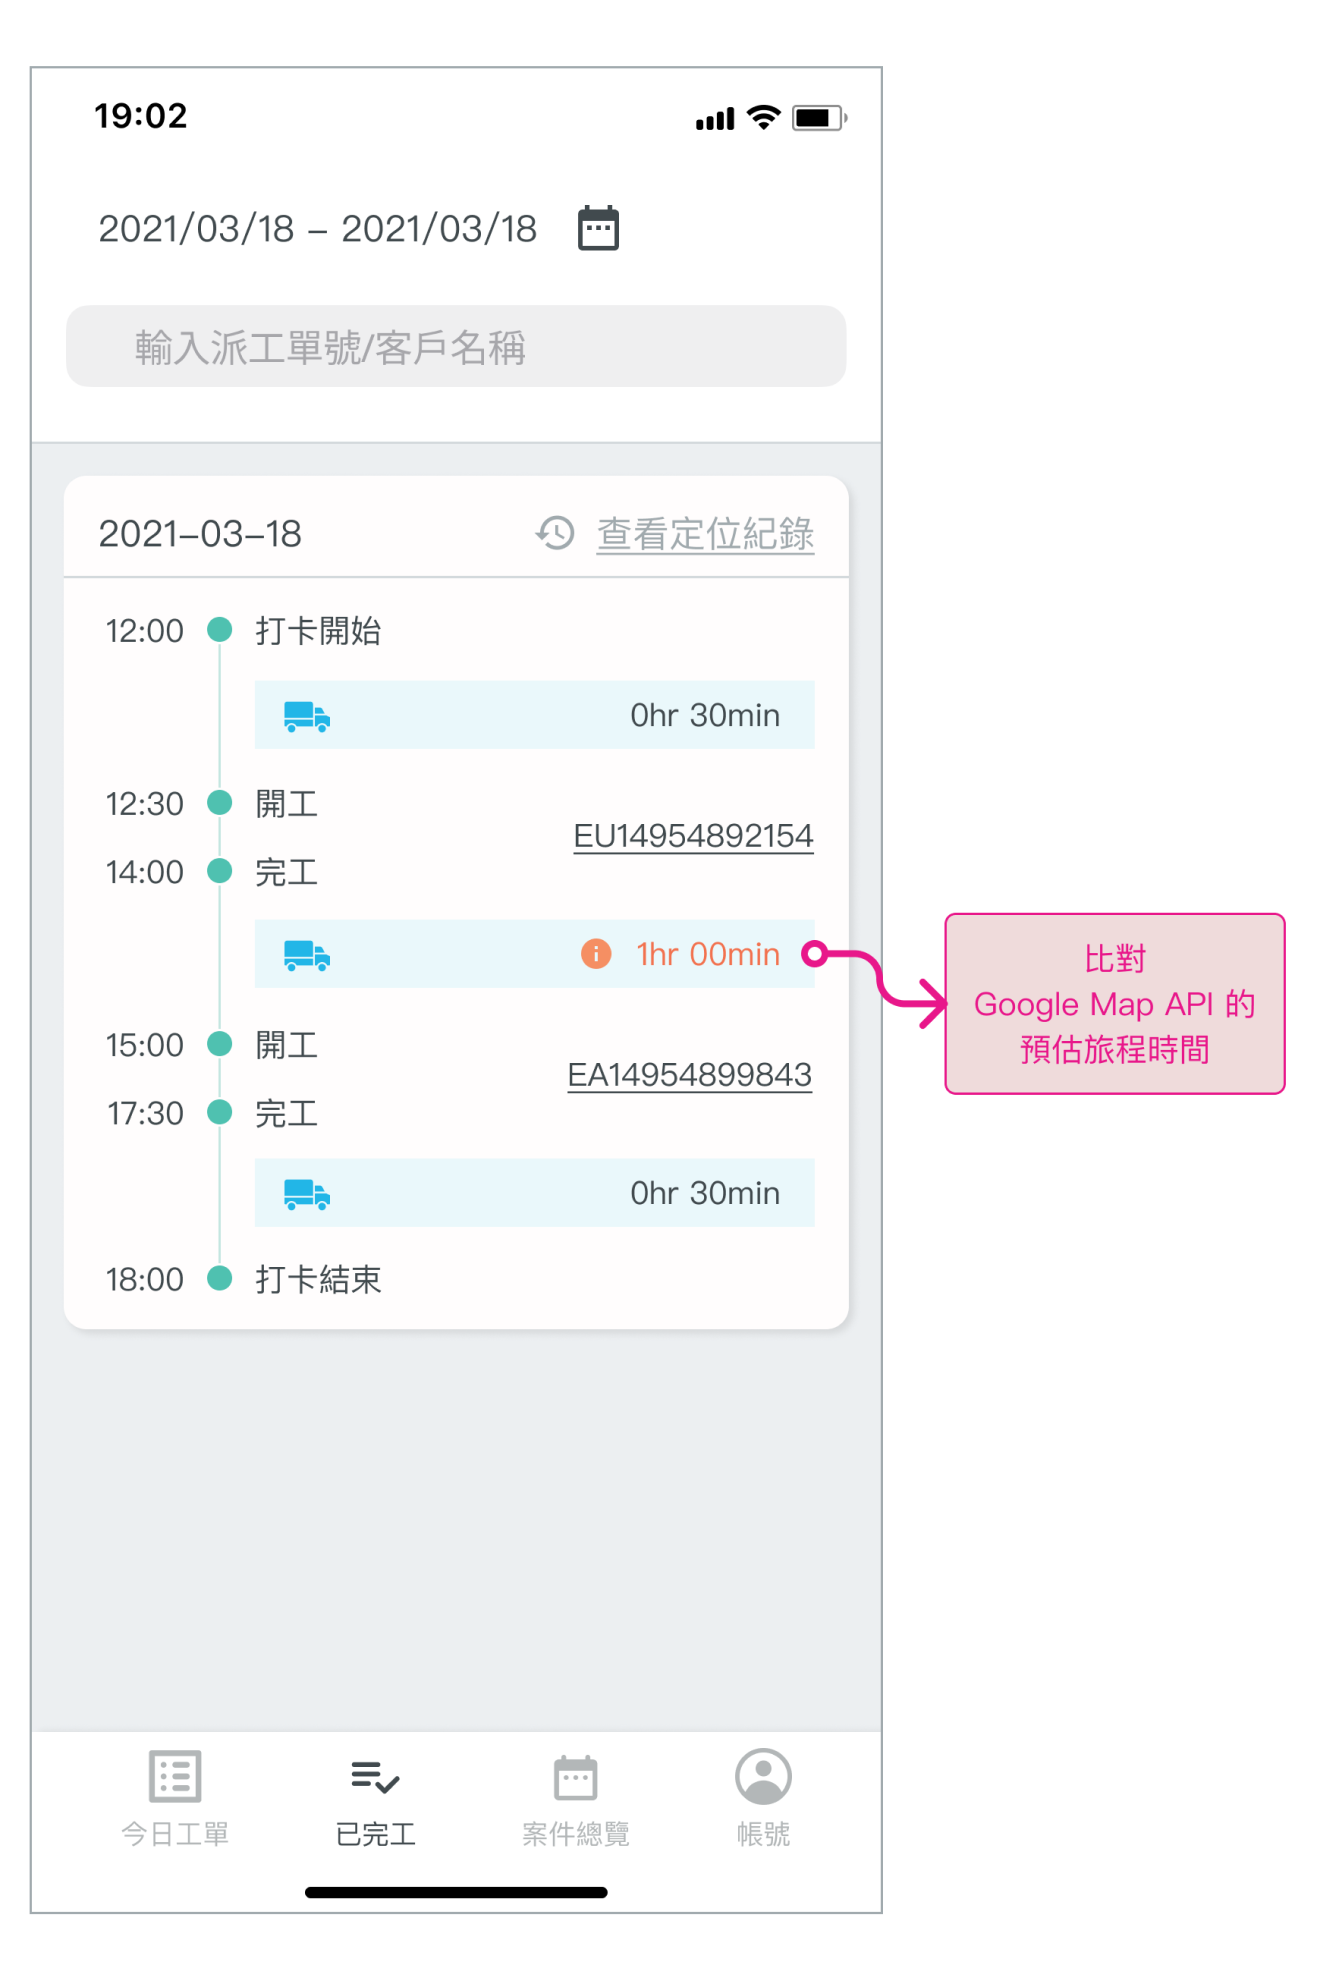 19:02
2021/03/18 – 2021/03/18
輸入派工單號/客戶名稱
2021–03–18
查看定位紀錄
12:00 打卡開始
0hr 30min
12:30 開工
EU14954892154
14:00 完工
1hr 00min
比對
Google Map API 的
預估旅程時間
15:00 開工
EA14954899843
17:30 完工
0hr 30min
18:00 打卡結束
今日工單 已完工 案件總覽 帳號